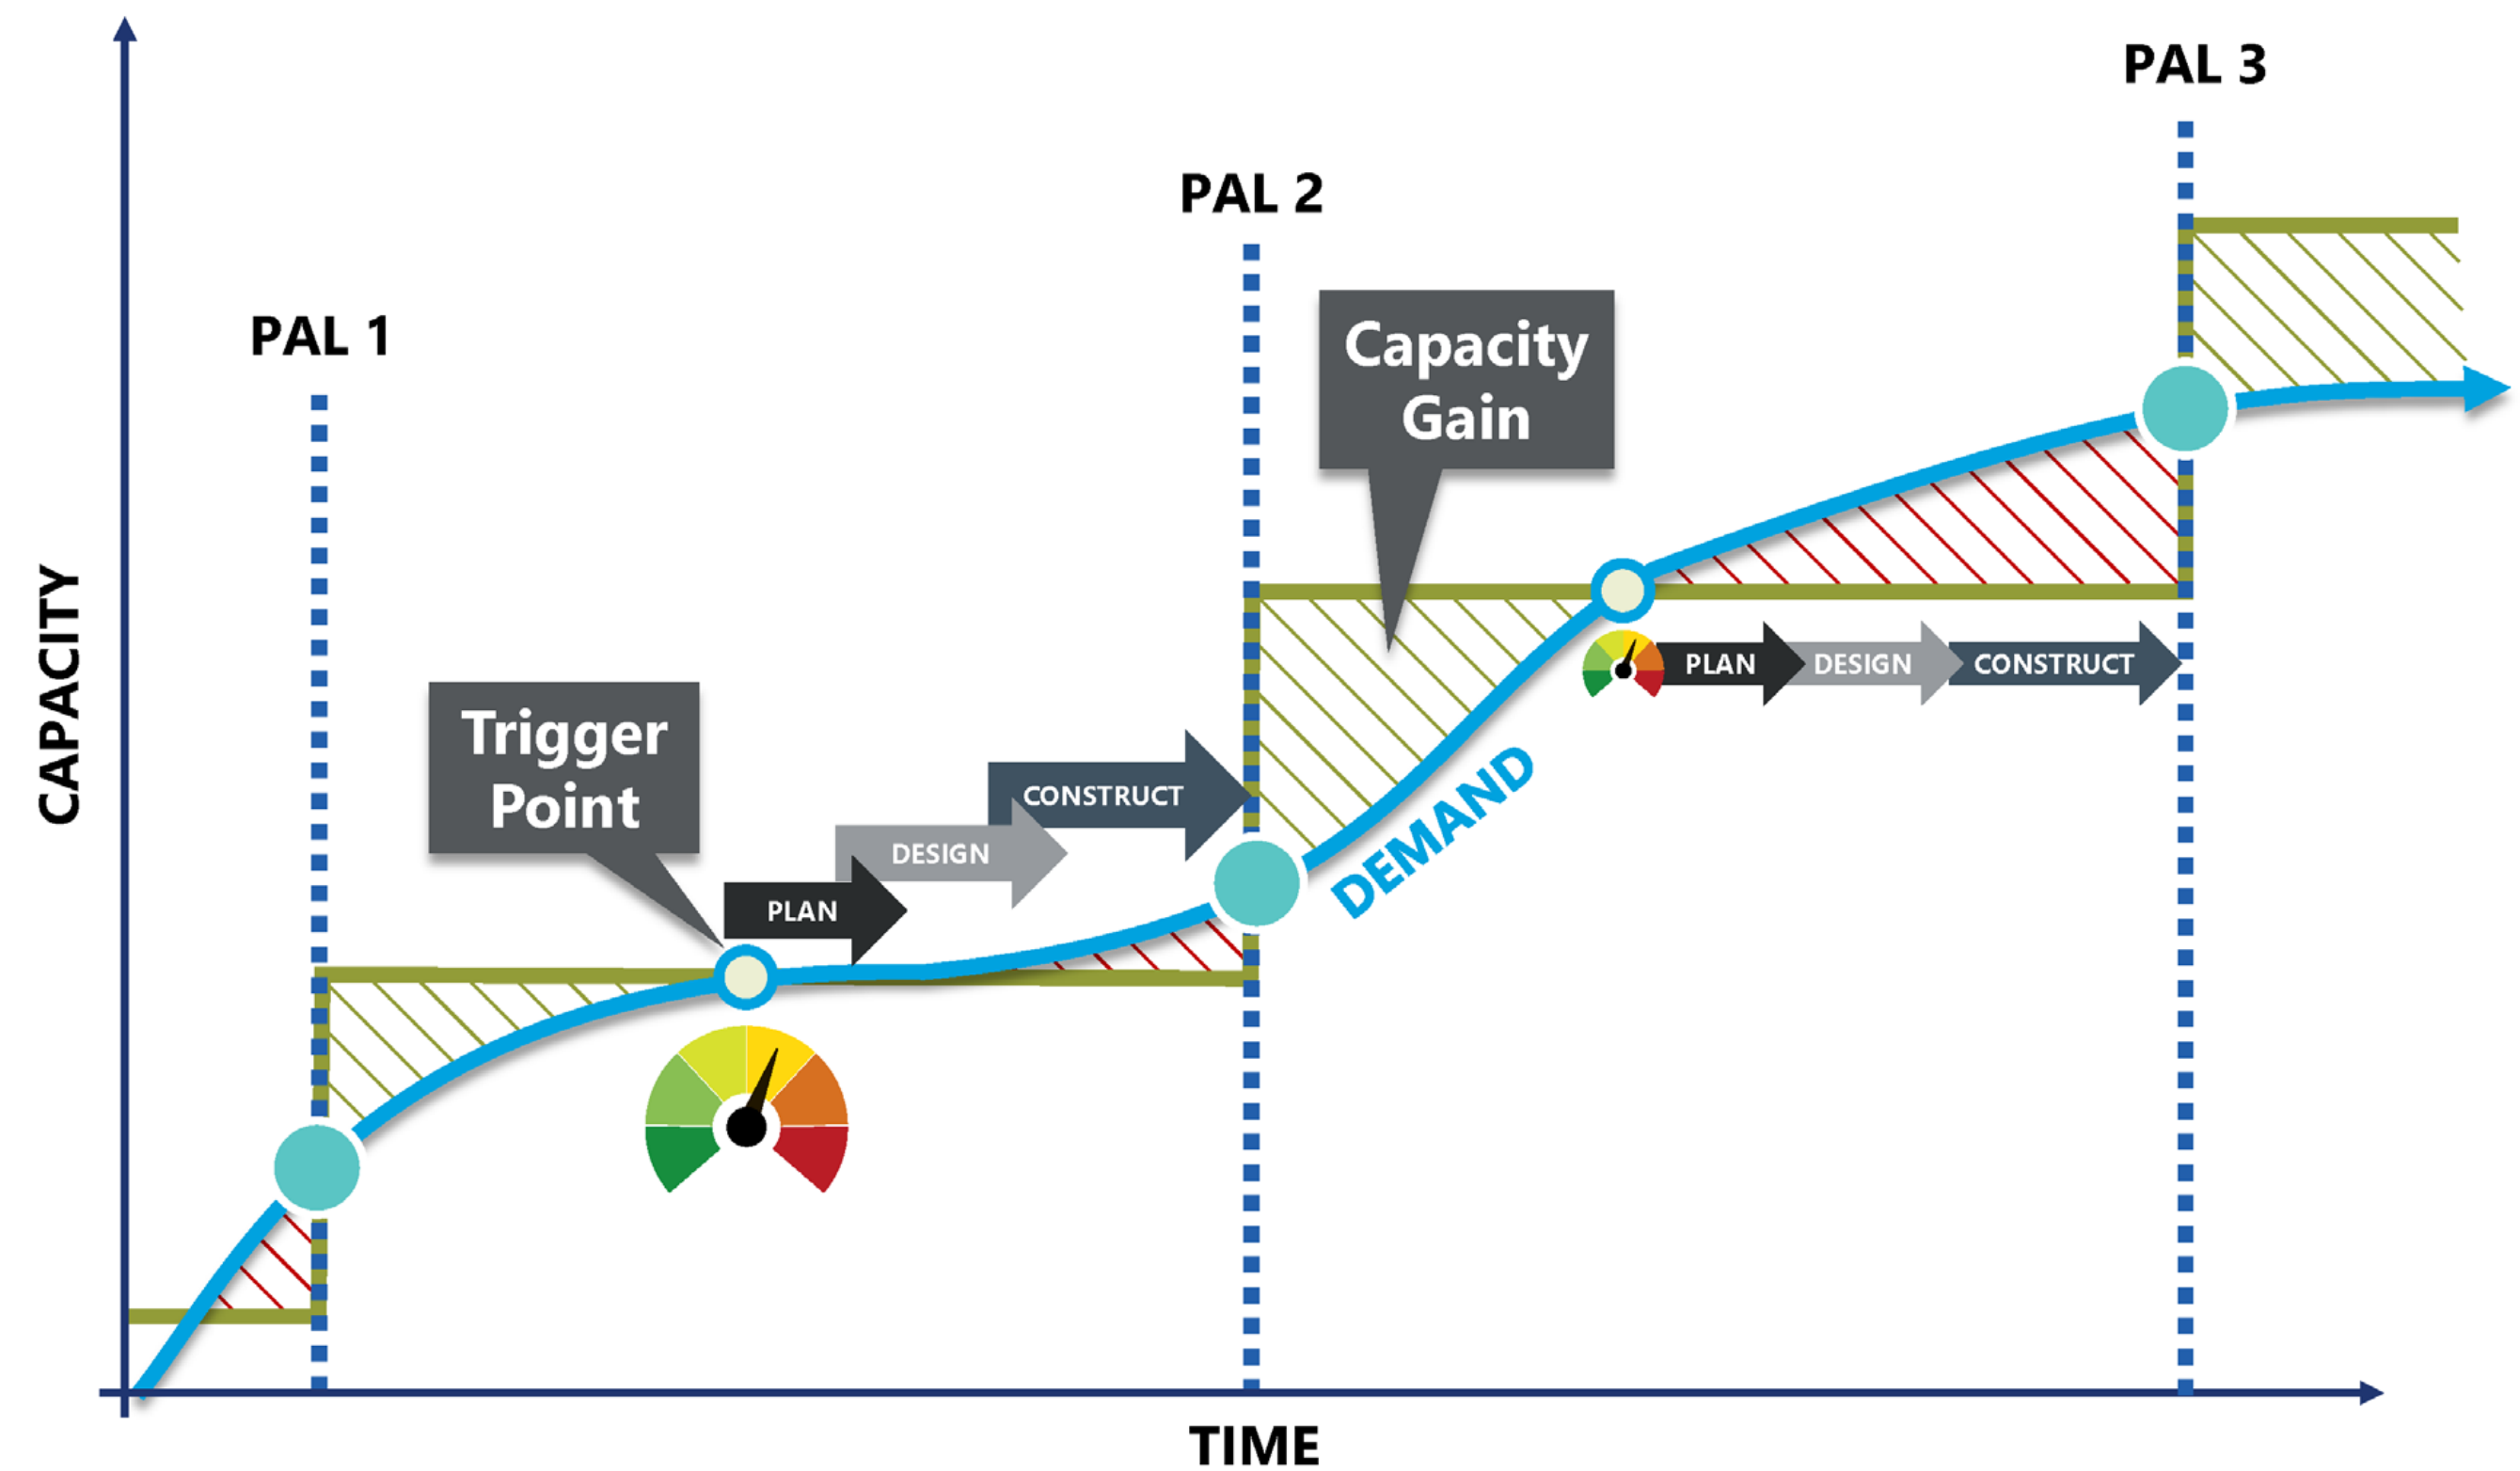 PAL 3
PAL 2
PAL 1
Capacity
Gain
CAPACITY
Trigger
Point
PLAN
DESIGN
CONSTRUCT
CONSTRUCT
DESIGN
PLAN
DEMAND
TIME